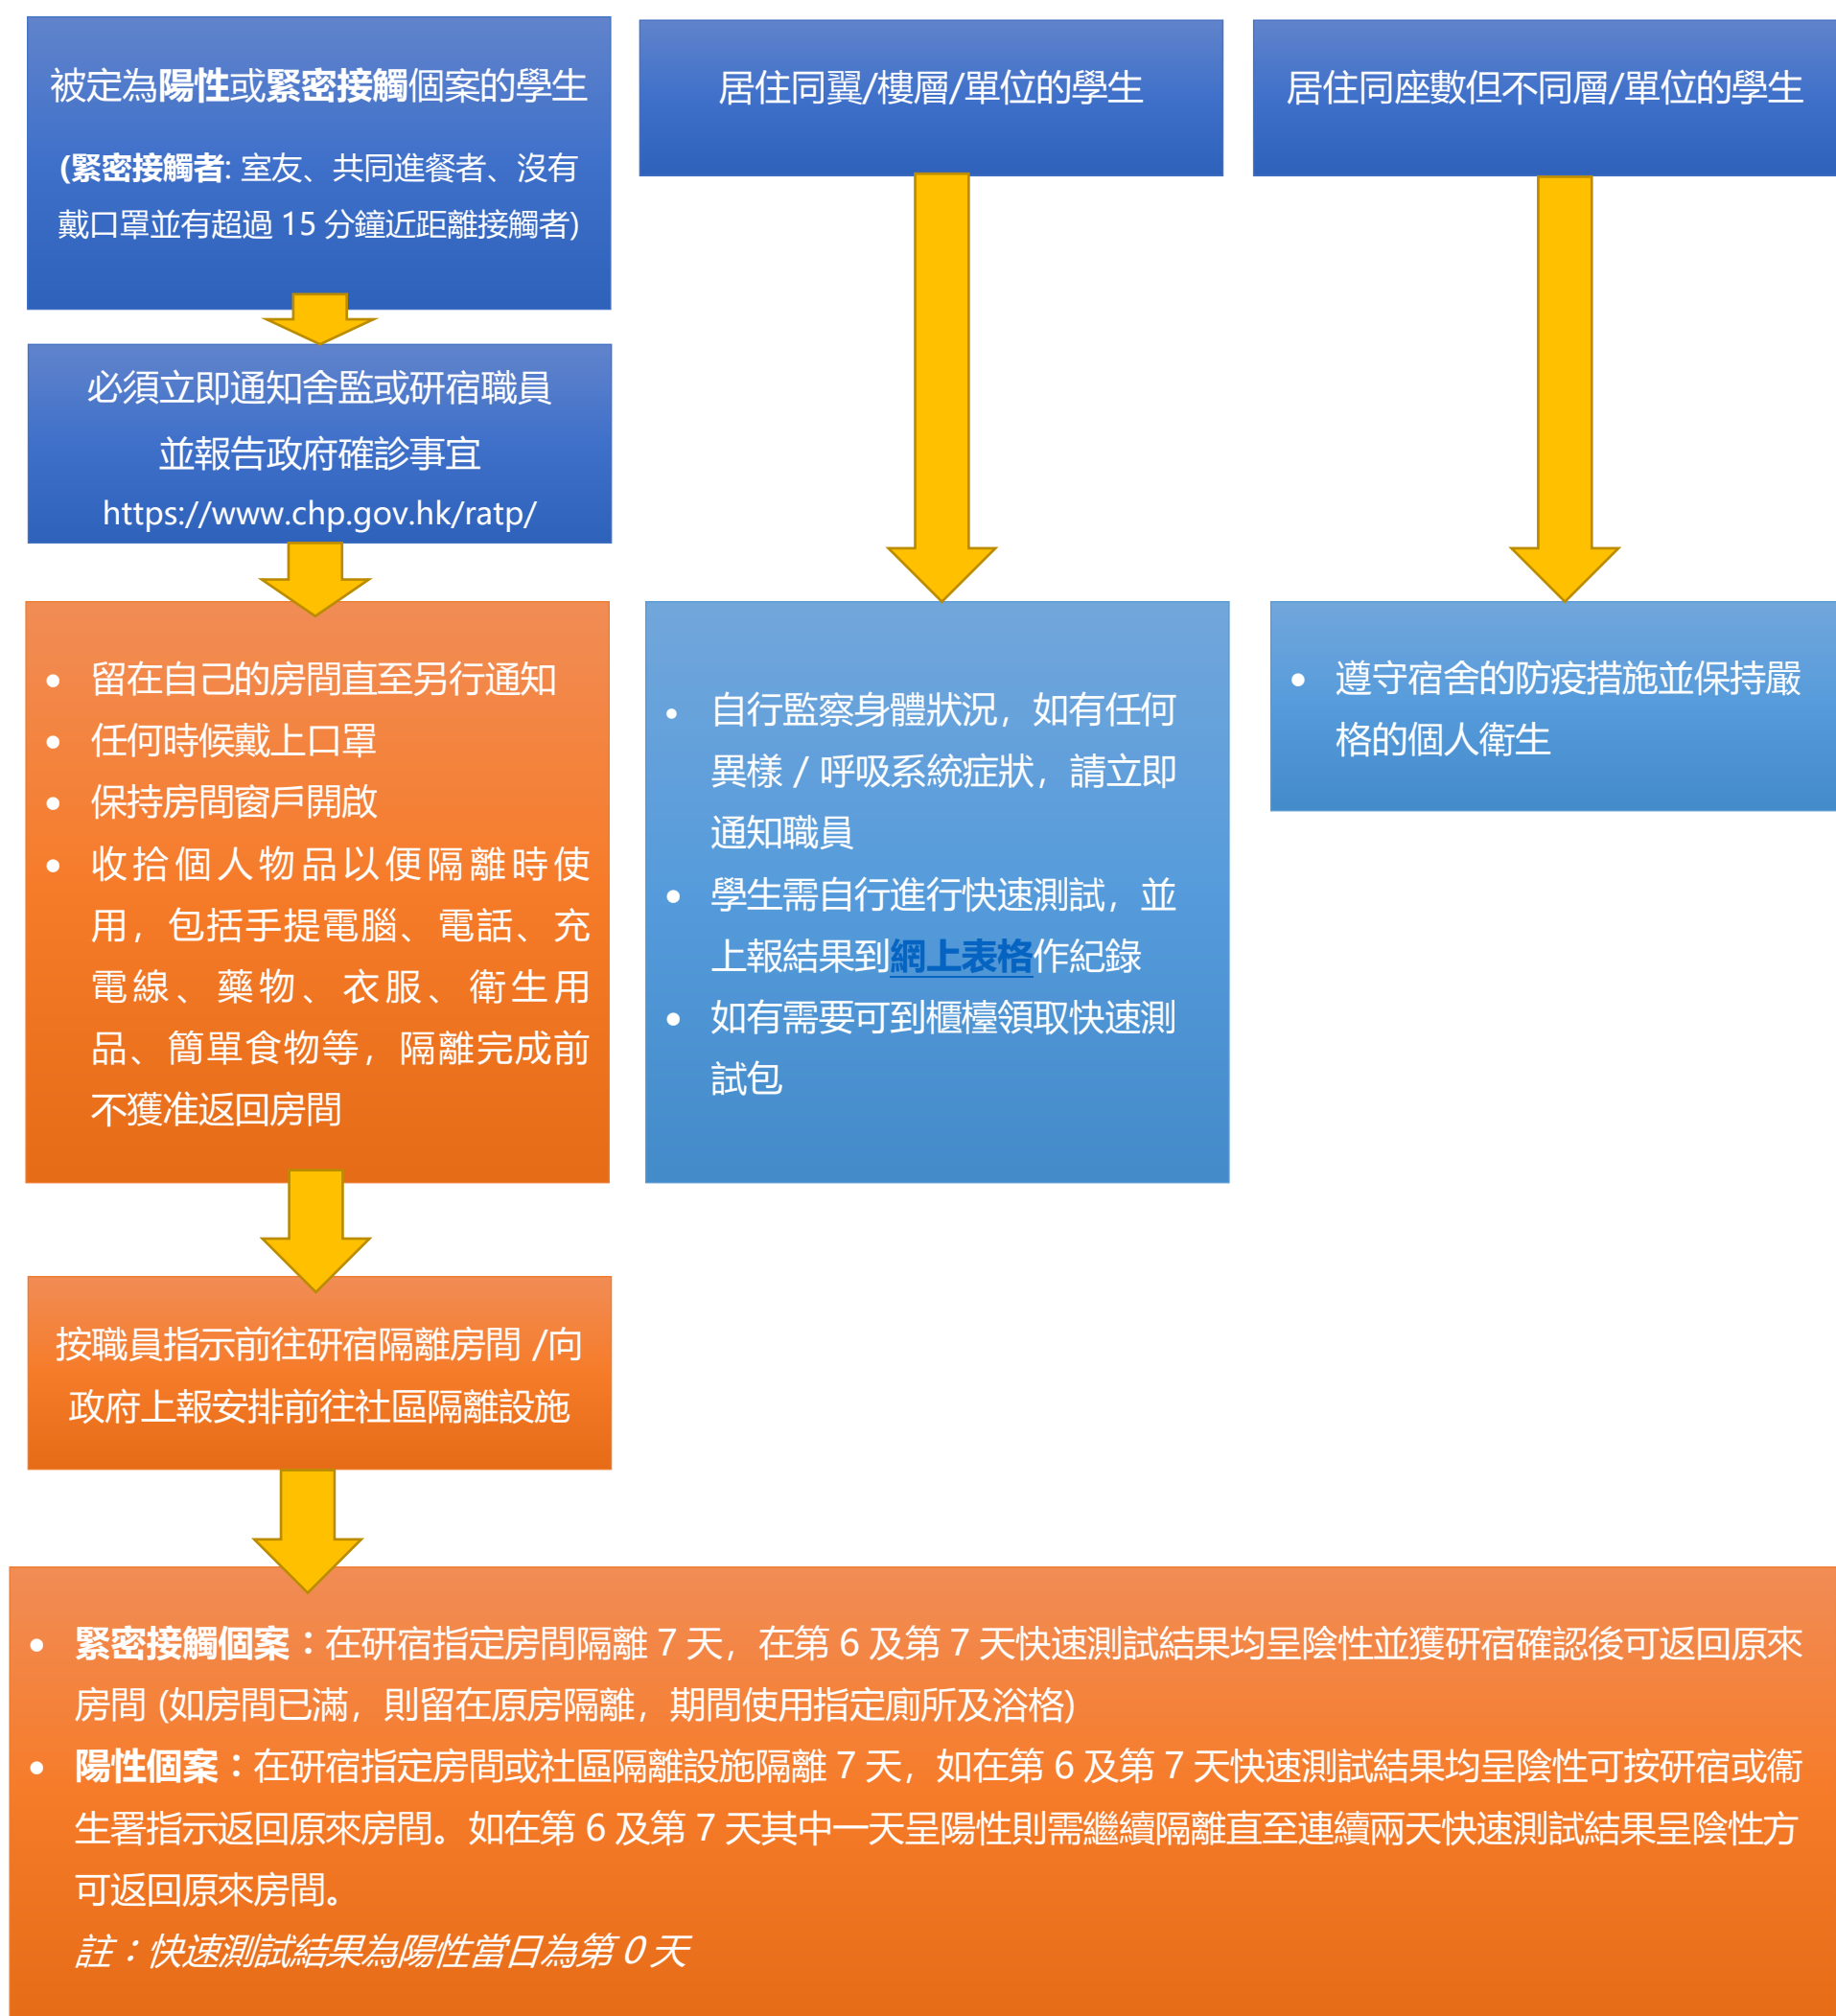 被定為陽性或緊密接觸個案的學生
(緊密接觸者: 室友、共同進餐者、沒有
戴口罩並有超過 15 分鐘近距離接觸者)
居住同翼/樓層/單位的學生
居住同座數但不同層/單位的學生
必須立即通知舍監或研宿職員
並報告政府確診事宜
https://www.chp.gov.hk/ratp/
• 留在自己的房間直至另行通知
• 任何時候戴上口罩
• 保持房間窗戶開啟
• 收拾個人物品以便隔離時使
用，包括手提電腦、電話、充
電線、藥物、衣服、衛生用
品、簡單食物等，隔離完成前
不獲准返回房間
• 自行監察身體狀況，如有任何
異樣 / 呼吸系統症狀，請立即
通知職員
• 學生需自行進行快速測試，並
上報結果到網上表格作紀錄
• 如有需要可到櫃檯領取快速測
試包
• 遵守宿舍的防疫措施並保持嚴
格的個人衛生
按職員指示前往研宿隔離房間 /向
政府上報安排前往社區隔離設施
• 緊密接觸個案：在研宿指定房間隔離 7 天，在第 6 及第 7 天快速測試結果均呈陰性並獲研宿確認後可返回原來
房間 (如房間已滿，則留在原房隔離，期間使用指定廁所及浴格)
• 陽性個案：在研宿指定房間或社區隔離設施隔離 7 天，如在第 6 及第 7 天快速測試結果均呈陰性可按研宿或衞
生署指示返回原來房間。如在第 6 及第 7 天其中一天呈陽性則需繼續隔離直至連續兩天快速測試結果呈陰性方
可返回原來房間。
註：快速測試結果為陽性當日為第 0 天